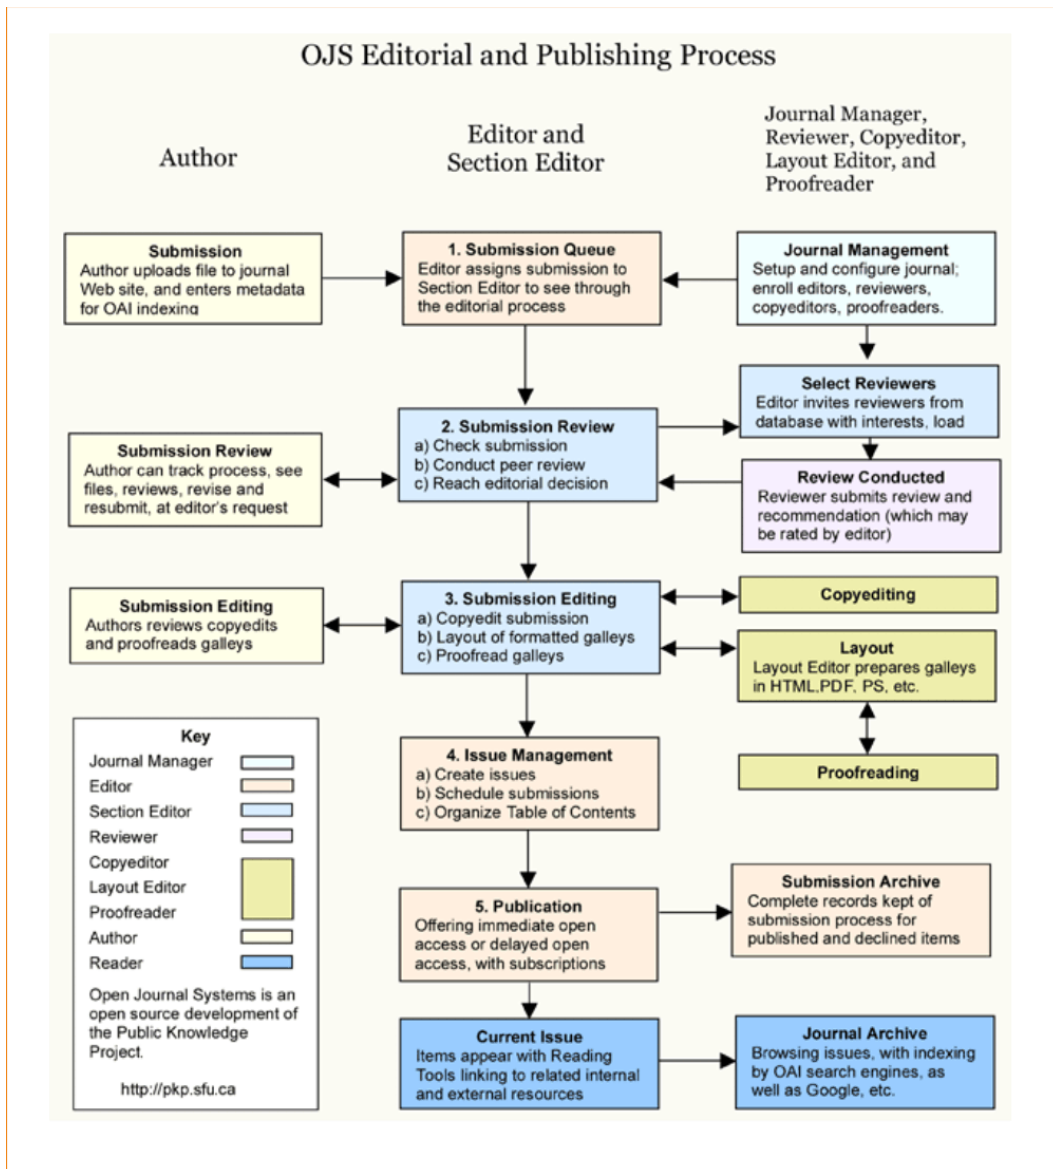 OJS Editorial and Publishing Process
Author
Editor and
Section Editor
Journal Manager,
Reviewer, Copyeditor,
Layout Editor, and
Proofreader
Submission
Author uploads file to journal
Web site, and enters metadata
for OAI indexing
1. Submission Queue
Editor assigns submission to
Section Editor to see through
the editorial process
Journal Management
Setup and configure journal;
enroll editors, reviewers,
copyeditors, proofreaders.
Select Reviewers
Editor invites reviewers from
database with interests, load
2. Submission Review
a) Check submission
b) Conduct peer review
c) Reach editorial decision
Submission Review
Author can track process, see
files, reviews, revise and
resubmit, at editor's request
Review Conducted
Reviewer submits review and
recommendation (which may
be rated by editor)
Submission Editing
Authors reviews copyedits
and proofreads galleys
3. Submission Editing
a) Copyedit submission
b) Layout of formatted galleys
c) Proofread galleys
Copyediting
Layout
Layout Editor prepares galleys
in HTML,PDF, PS, etc.
Proofreading
4. Issue Management
a) Create issues
b) Schedule submissions
c) Organize Table of Contents
5. Publication
Offering immediate open
access or delayed open
access, with subscriptions
Submission Archive
Complete records kept of
submission process for
published and declined items
Current Issue
Items appear with Reading
Tools linking to related internal
and external resources
Journal Archive
Browsing issues, with indexing
by OAI search engines, as
well as Google, etc.
Key
Journal Manager
Editor
Section Editor
Reviewer
Copyeditor
Layout Editor
Proofreader
Author
Reader
Open Journal Systems is an
open source development of
the Public Knowledge
Project.
http://pkp.sfu.ca